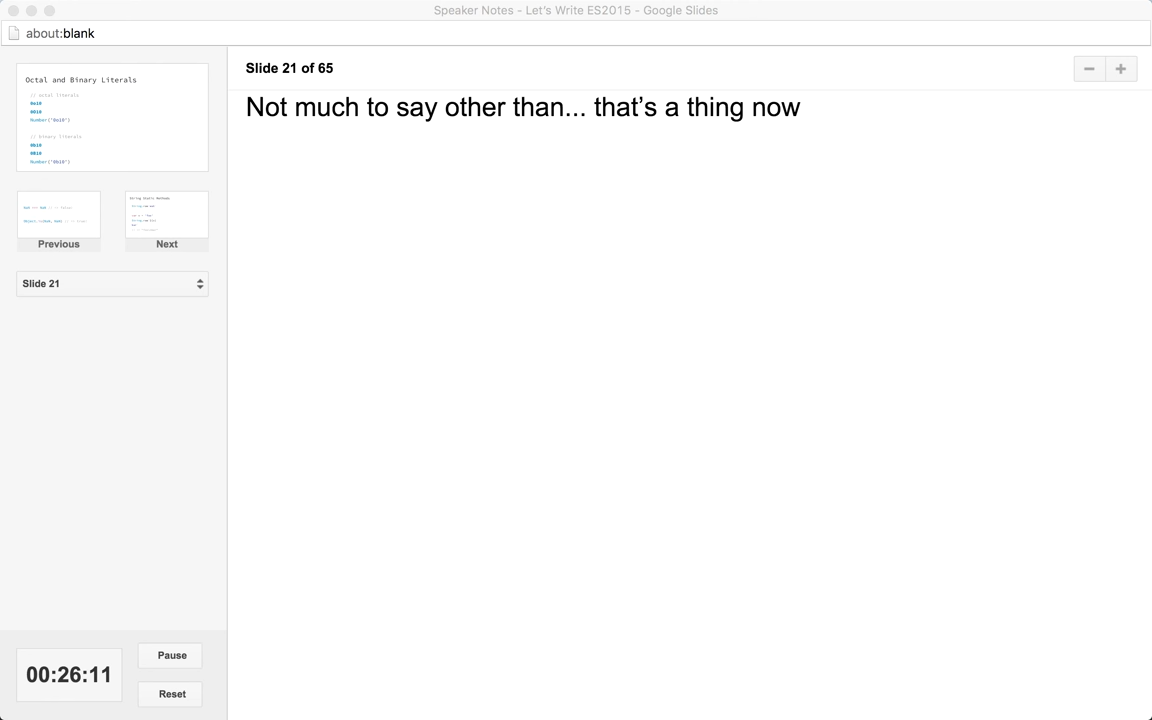 Speaker Notes - Let's Write ES2015 - Google Slides
about:blank
Octal and Binary Literals
// octal literals
0o10
0O10
Number('0o10')
// binary literals
0b10
0B10
Number('0b10')
Previous
String Static Methods
Next
Slide 21
00:26:11
Pause
Reset
Slide 21 of 65
Not much to say other than... that’s a thing now